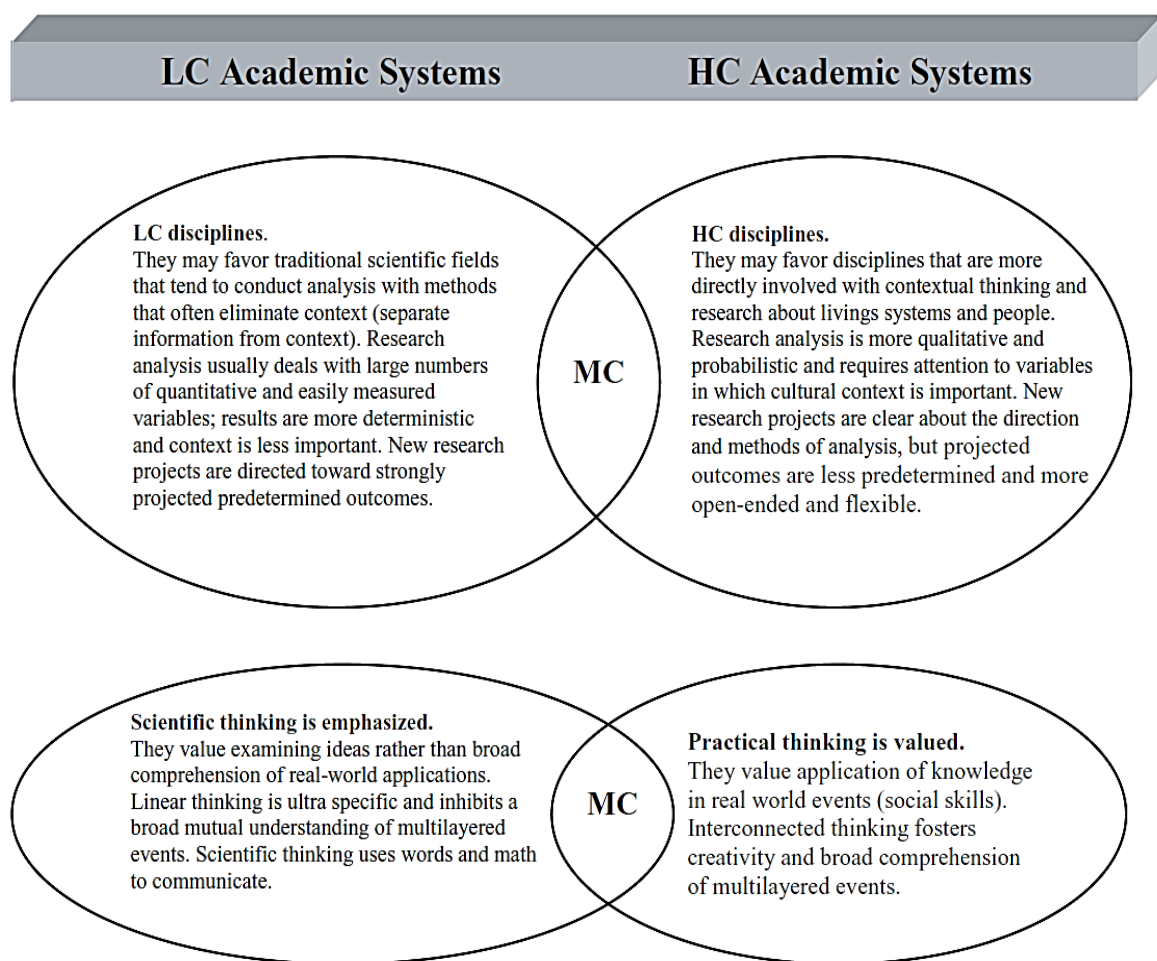 LC Academic Systems
HC Academic Systems
LC disciplines.
They may favor traditional scientific fields
that tend to conduct analysis with methods
that often eliminate context (separate
information from context). Research
analysis usually deals with large numbers
of quantitative and easily measured
variables; results are more deterministic
and context is less important. New research
projects are directed toward strongly
projected predetermined outcomes.
MC
HC disciplines.
They may favor disciplines that are more
directly involved with contextual thinking and
research about livings systems and people.
Research analysis is more qualitative and
probabilistic and requires attention to variables
in which cultural context is important. New
research projects are clear about the direction
and methods of analysis, but projected
outcomes are less predetermined and more
open-ended and flexible.
Scientific thinking is emphasized.
They value examining ideas rather than broad
comprehension of real-world applications.
Linear thinking is ultra specific and inhibits a
broad mutual understanding of multilayered
events. Scientific thinking uses words and math
to communicate.
MC
Practical thinking is valued.
They value application of knowledge
in real world events (social skills).
Interconnected thinking fosters
creativity and broad comprehension
of multilayered events.